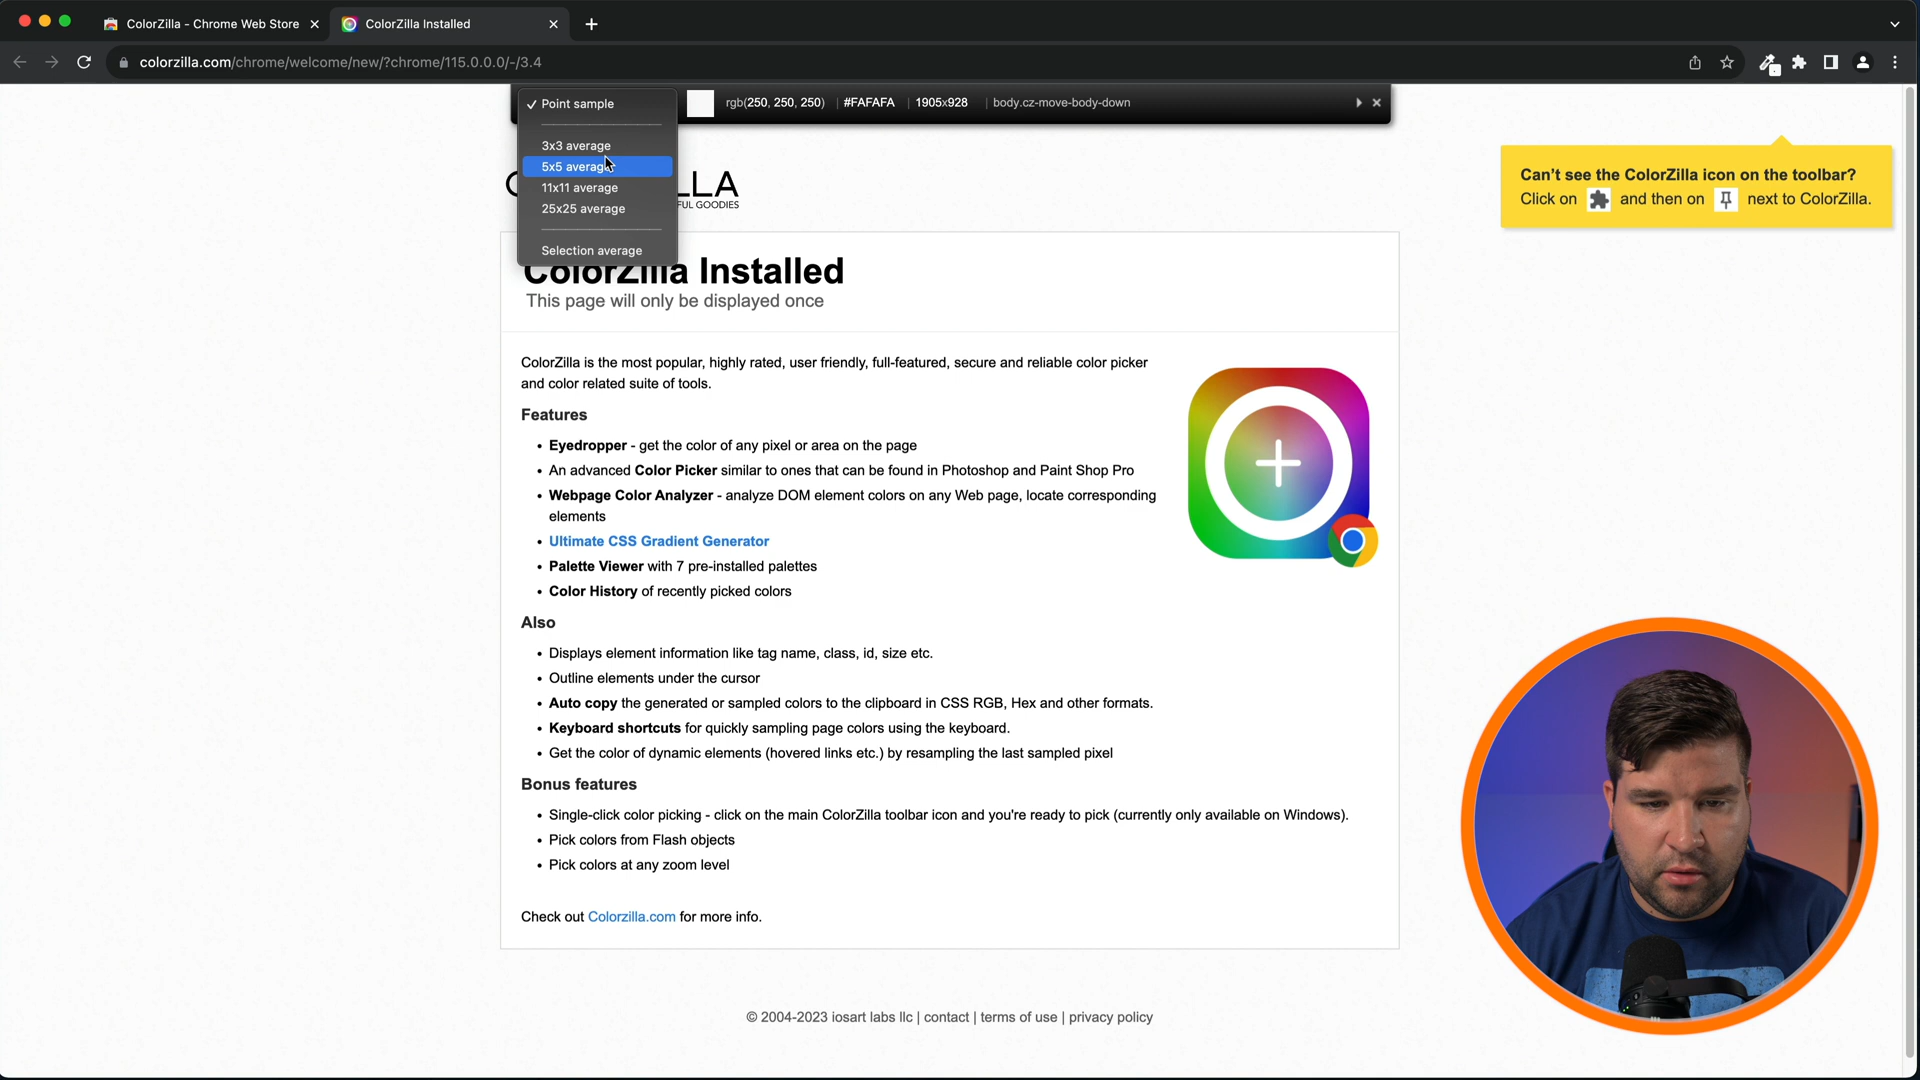 ColorZilla - Chrome Web Store
ColorZilla Installed
colorzilla.com/chrome/welcome/new/?chrome/115.0.0.0/-/3.4
✓ Point sample
3x3 average
5x5 average
11x11 average
25x25 average
Selection average
rgb(250, 250, 250) | #FAFAFA | 1905x928 | body.cz-move-body-down
LLA
FUL GOODIES
Can't see the ColorZilla icon on the toolbar?
Click on and then on next to ColorZilla.
ColorZilla Installed
This page will only be displayed once
ColorZilla is the most popular, highly rated, user friendly, full-featured, secure and reliable color picker
and color related suite of tools.
Features
• Eyedropper - get the color of any pixel or area on the page
• An advanced Color Picker similar to ones that can be found in Photoshop and Paint Shop Pro
• Webpage Color Analyzer - analyze DOM element colors on any Web page, locate corresponding
elements
• Ultimate CSS Gradient Generator
• Palette Viewer with 7 pre-installed palettes
• Color History of recently picked colors
Also
• Displays element information like tag name, class, id, size etc.
• Outline elements under the cursor
• Auto copy the generated or sampled colors to the clipboard in CSS RGB, Hex and other formats.
• Keyboard shortcuts for quickly sampling page colors using the keyboard.
• Get the color of dynamic elements (hovered links etc.) by resampling the last sampled pixel
Bonus features
• Single-click color picking - click on the main ColorZilla toolbar icon and you're ready to pick (currently only available on Windows).
• Pick colors from Flash objects
• Pick colors at any zoom level
Check out Colorzilla.com for more info.
© 2004-2023 iosart labs llc | contact | terms of use | privacy policy